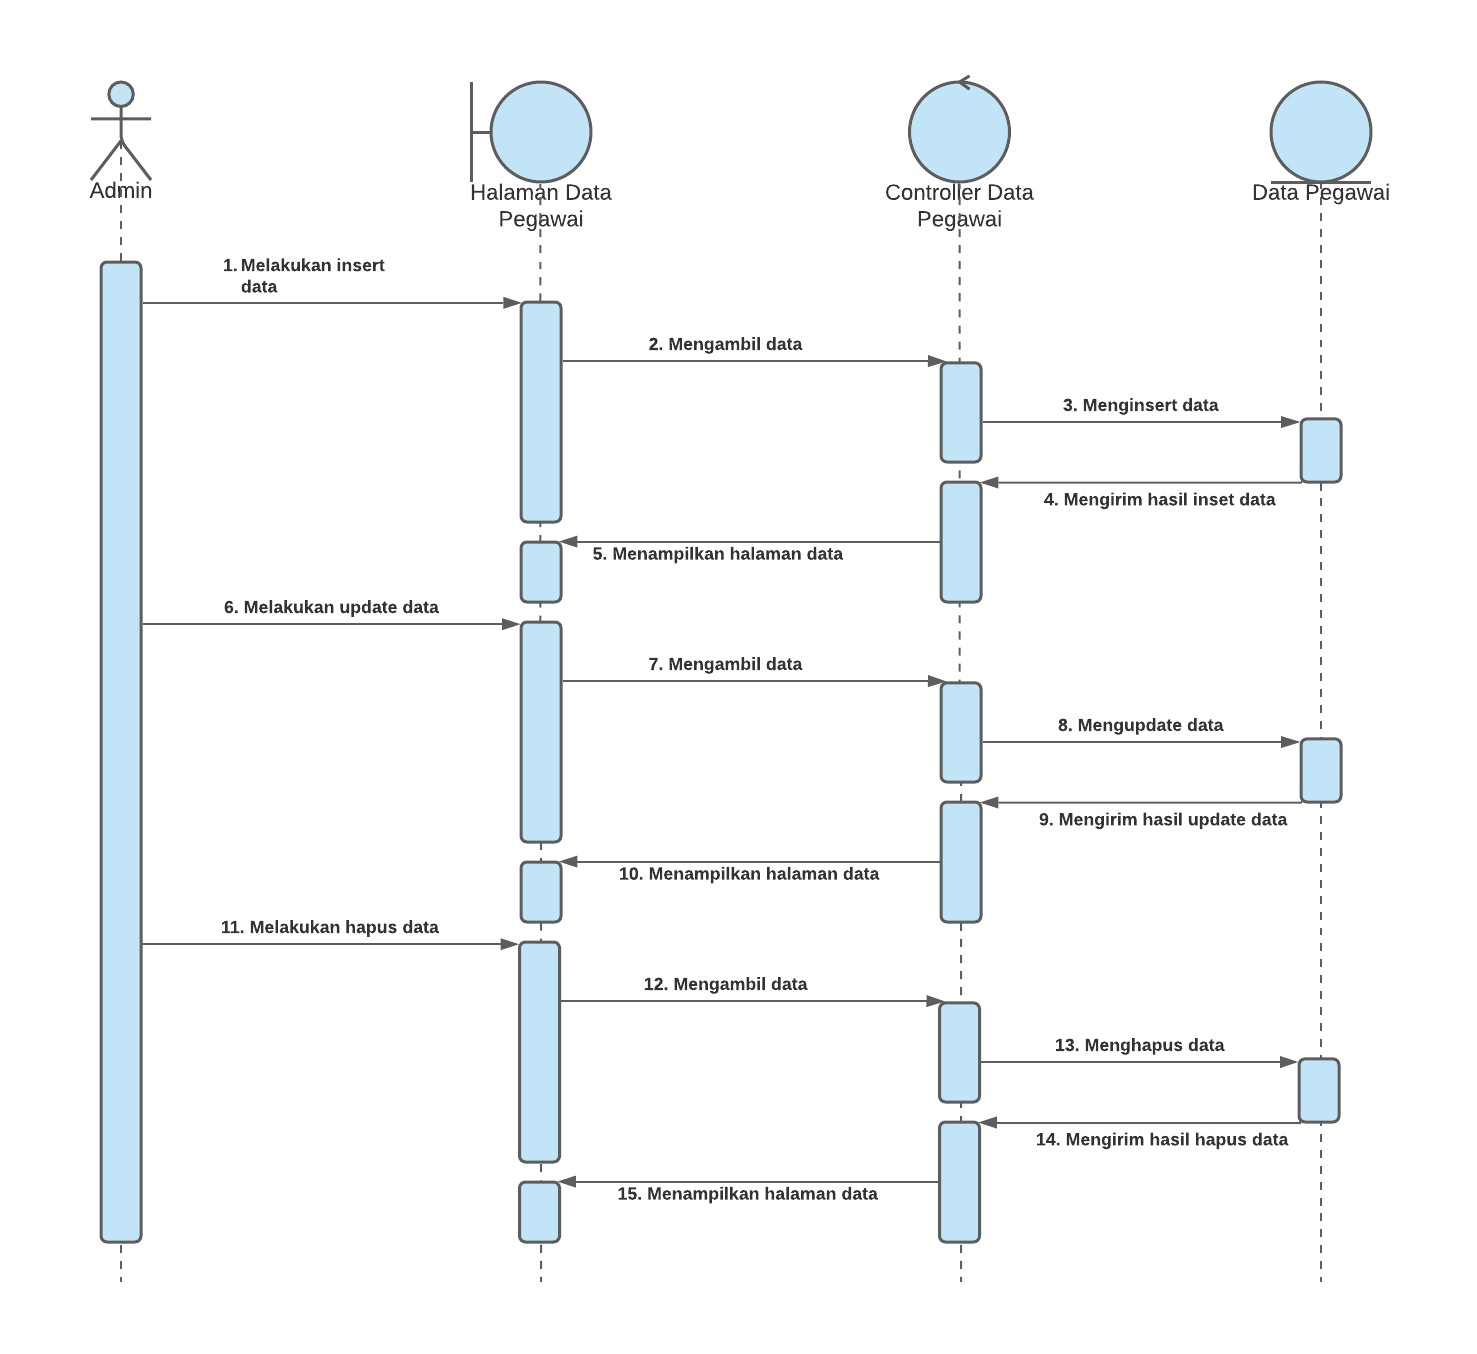 Admin
Halaman Data
Pegawai
Controller Data
Pegawai
Data Pegawai
1. Melakukan insert
data
2. Mengambil data
3. Menginsert data
4. Mengirim hasil inset data
5. Menampilkan halaman data
6. Melakukan update data
7. Mengambil data
8. Mengupdate data
9. Mengirim hasil update data
10. Menampilkan halaman data
11. Melakukan hapus data
12. Mengambil data
13. Menghapus data
14. Mengirim hasil hapus data
15. Menampilkan halaman data